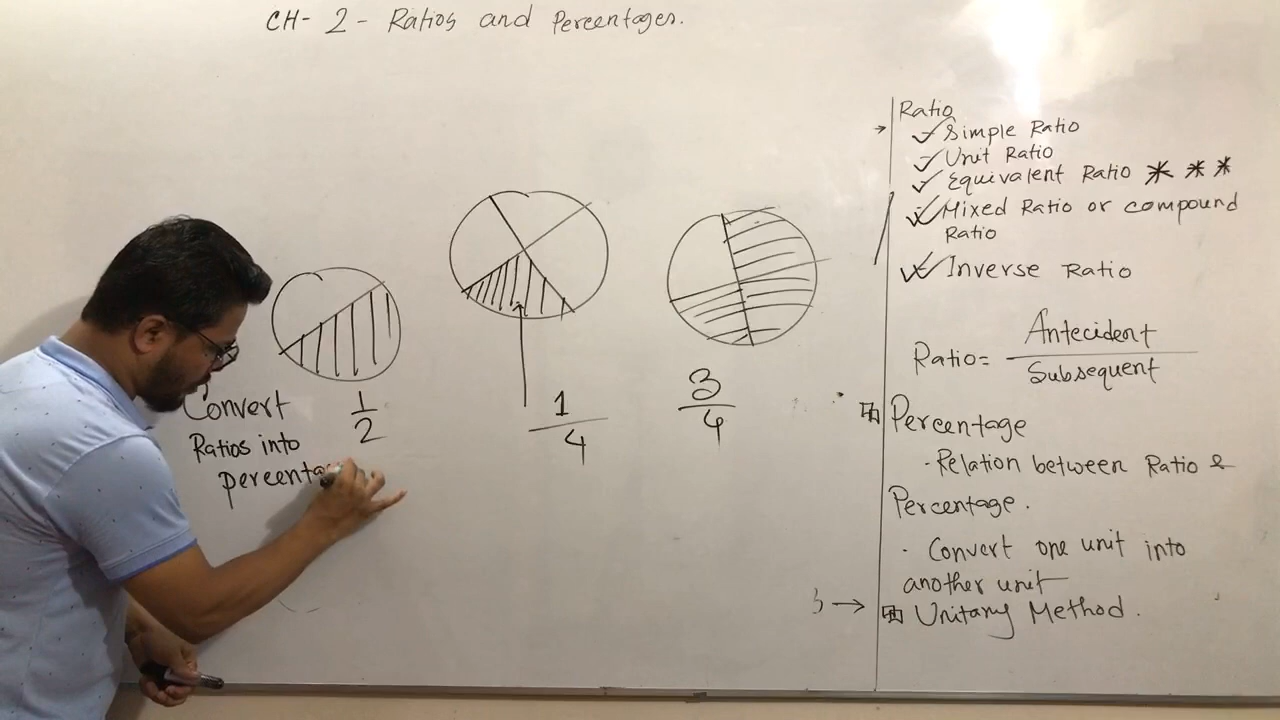 CH- 2 - Ratios and Percentages.
Convert
Ratios into
percenta
1
2
1
4
3
4
Ratio
Simple Ratio
Unit Ratio
Equivalent Ratio
Mixed Ratio or compound
Ratio
Inverse Ratio
Ratio= Antecident
Subsequent
Percentage
· Relation between Ratio &
Percentage.
· Convert one unit into
another unit
Unitary Method.